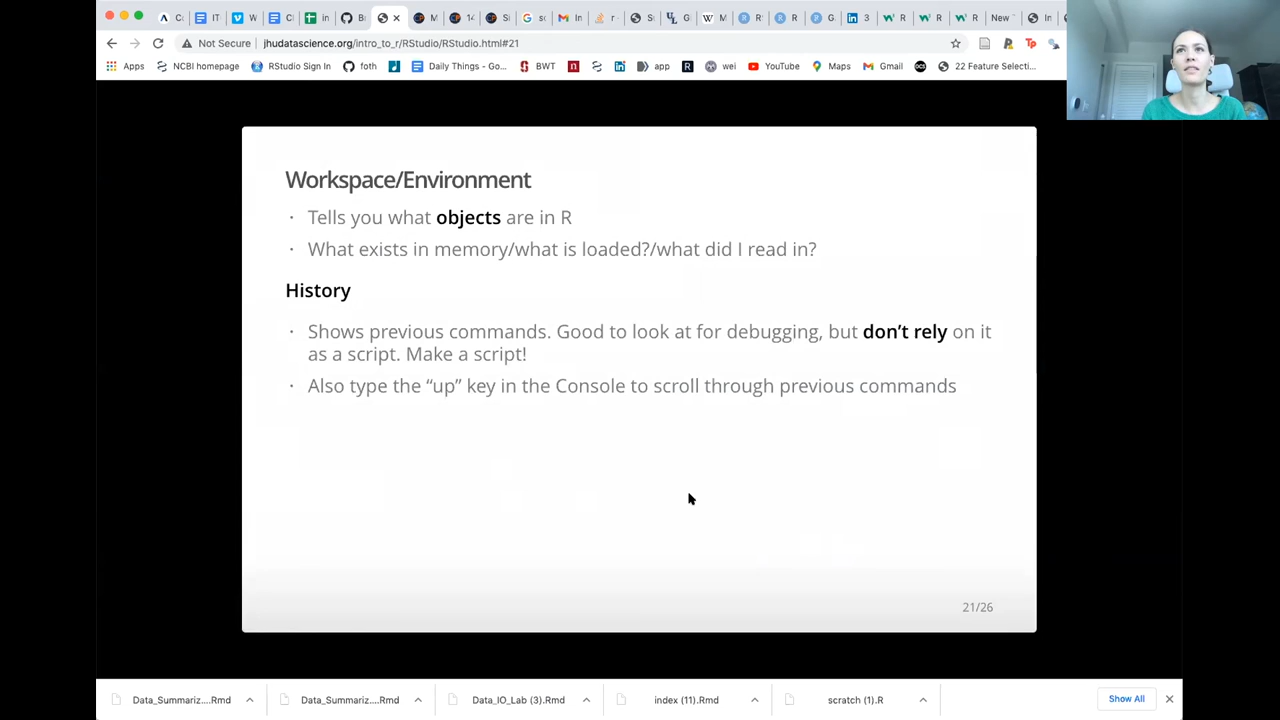 IT
W
in
Not Secure | jhudatascience.org/intro_to_r/RStudio/RStudio.html#21
Apps NCBI homepage RStudio Sign In foth Daily Things - Go... BWT app wei YouTube Maps Gmail 22 Feature Selecti...
Workspace/Environment
· Tells you what objects are in R
· What exists in memory/what is loaded?/what did I read in?
History
· Shows previous commands. Good to look at for debugging, but don't rely on it
as a script. Make a script!
· Also type the “up” key in the Console to scroll through previous commands
21/26
Data_Summariz....Rmd Data_Summariz....Rmd Data_IO_Lab (3).Rmd index (11).Rmd scratch (1).R Show All